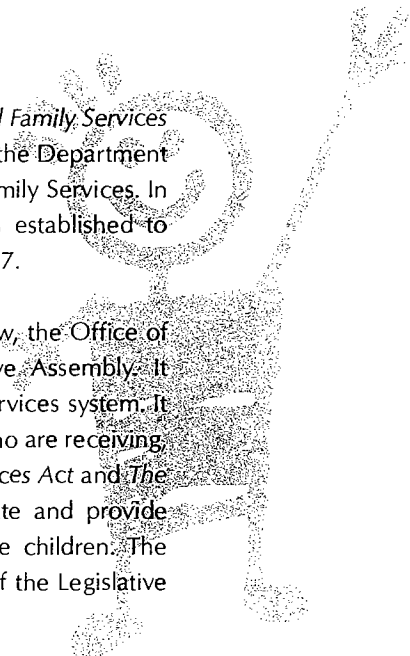 Family Services
the Department
mily Services. In
established to
7.
w, the Office of
ve Assembly. It
rvices system. It
no are receiving,
ces Act and The
te and provide
e children. The
f the Legislative